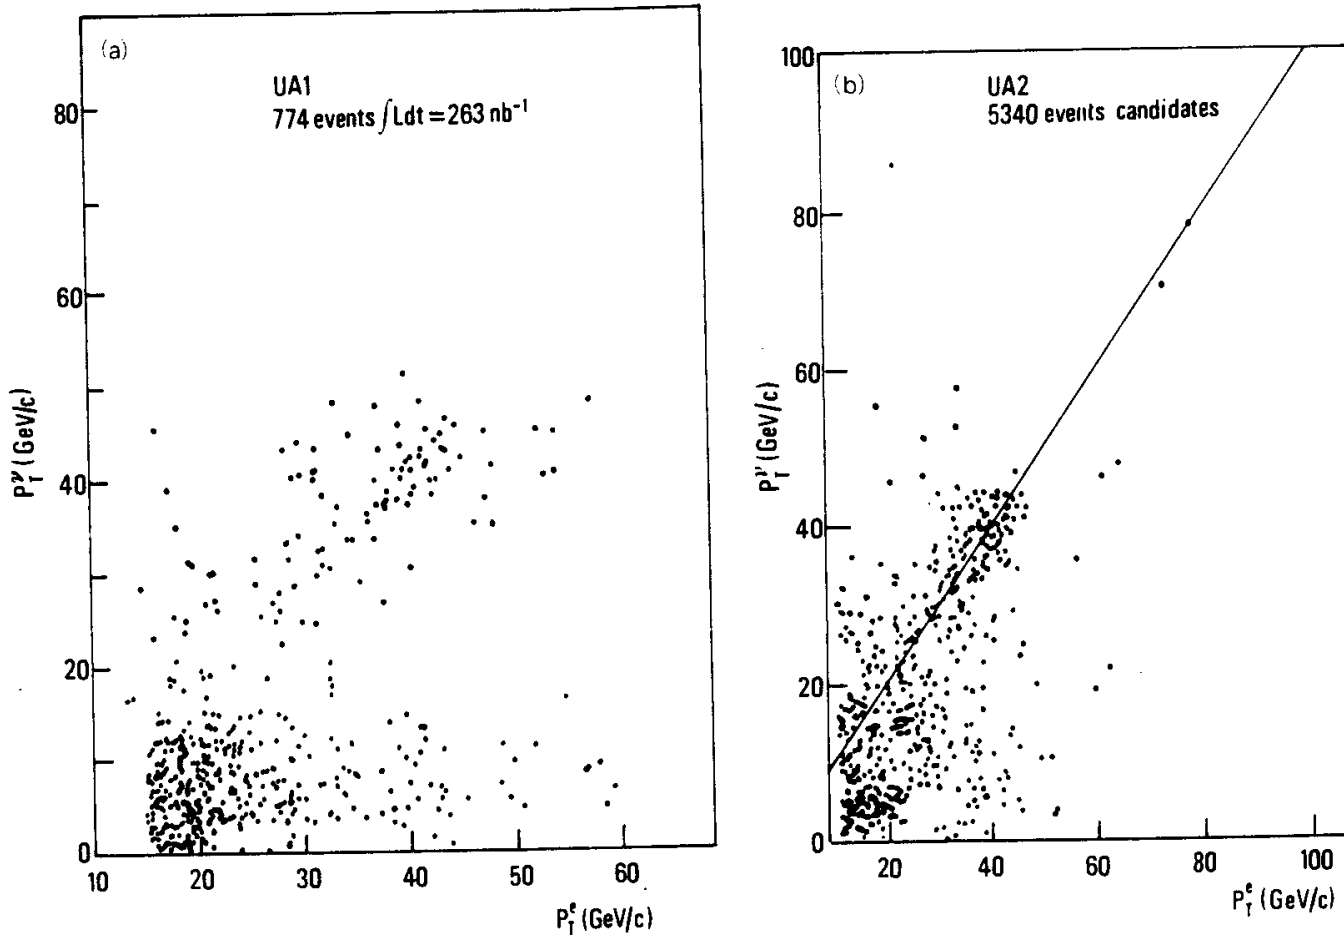 (a)
UA1
774 events ∫Ldt = 263 nb⁻¹
80
60
40
20
0
10 20 30 40 50 60
P_T^ν (GeV/c)
P_T^e (GeV/c)
(b)
UA2
5340 events candidates
100
80
60
40
20
0
20 40 60 80 100
P_T^ν (GeV/c)
P_T^e (GeV/c)